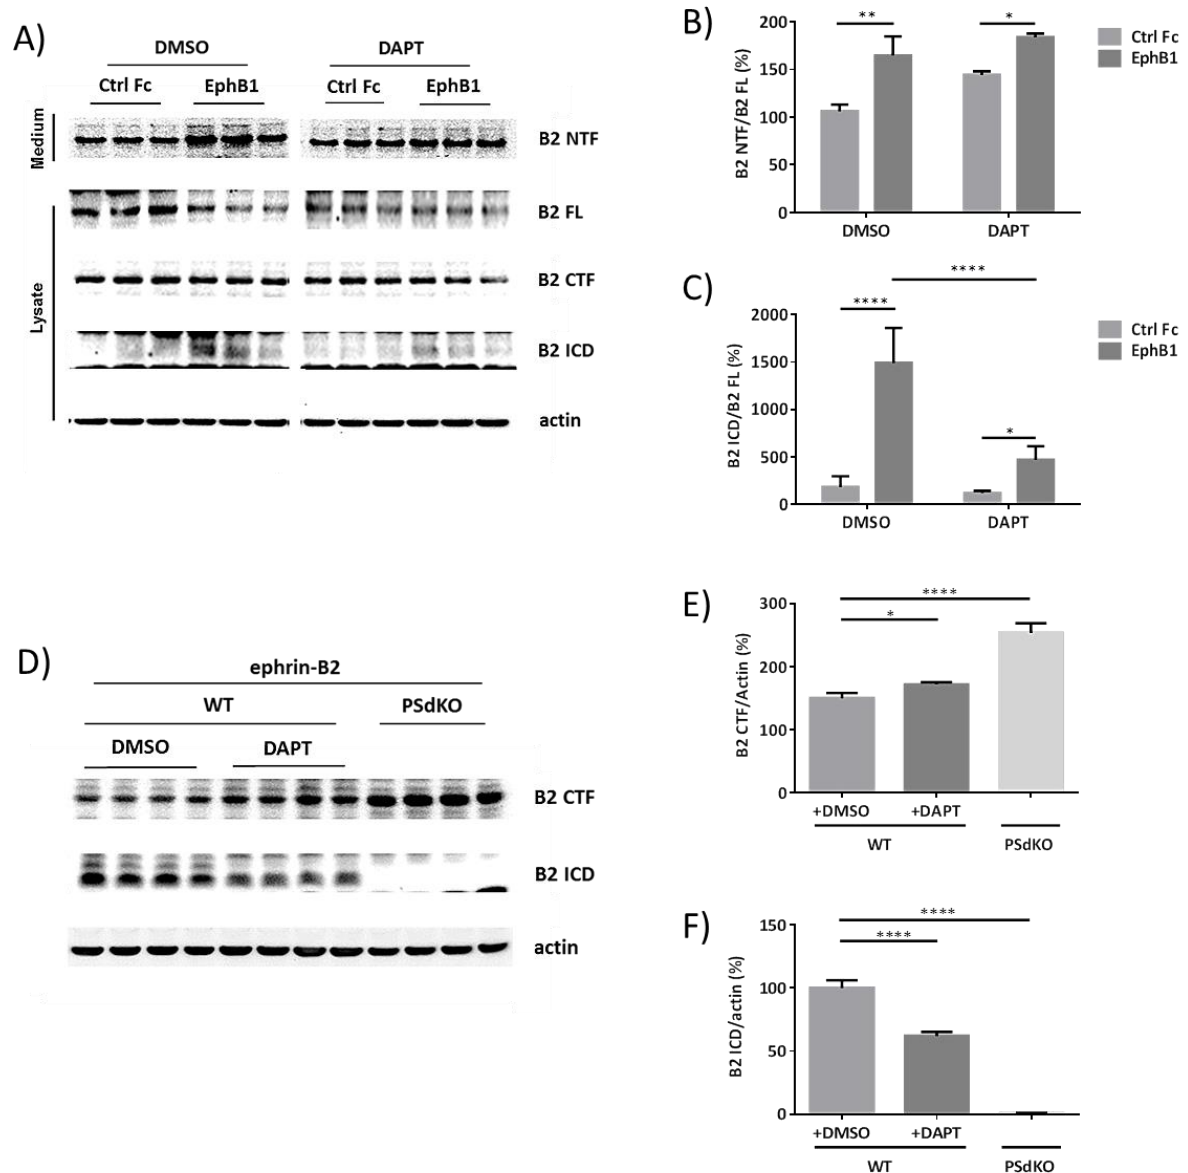 A)
DMSO
DAPT
Ctrl Fc
EphB1
Ctrl Fc
EphB1
Medium
B2 NTF
Lysate
B2 FL
B2 CTF
B2 ICD
actin
B)
B2 NTF/B2 FL (%)
200
150
100
50
0
**
*
DMSO
DAPT
Ctrl Fc
EphB1
C)
B2 ICD/B2 FL (%)
2000
1500
1000
500
0
****
****
*
DMSO
DAPT
Ctrl Fc
EphB1
D)
ephrin-B2
WT
PSdKO
DMSO
DAPT
B2 CTF
B2 ICD
actin
E)
B2 CTF/Actin (%)
300
200
100
0
****
*
+DMSO
+DAPT
WT
PSdKO
F)
B2 ICD/actin (%)
150
100
50
0
****
****
+DMSO
+DAPT
WT
PSdKO